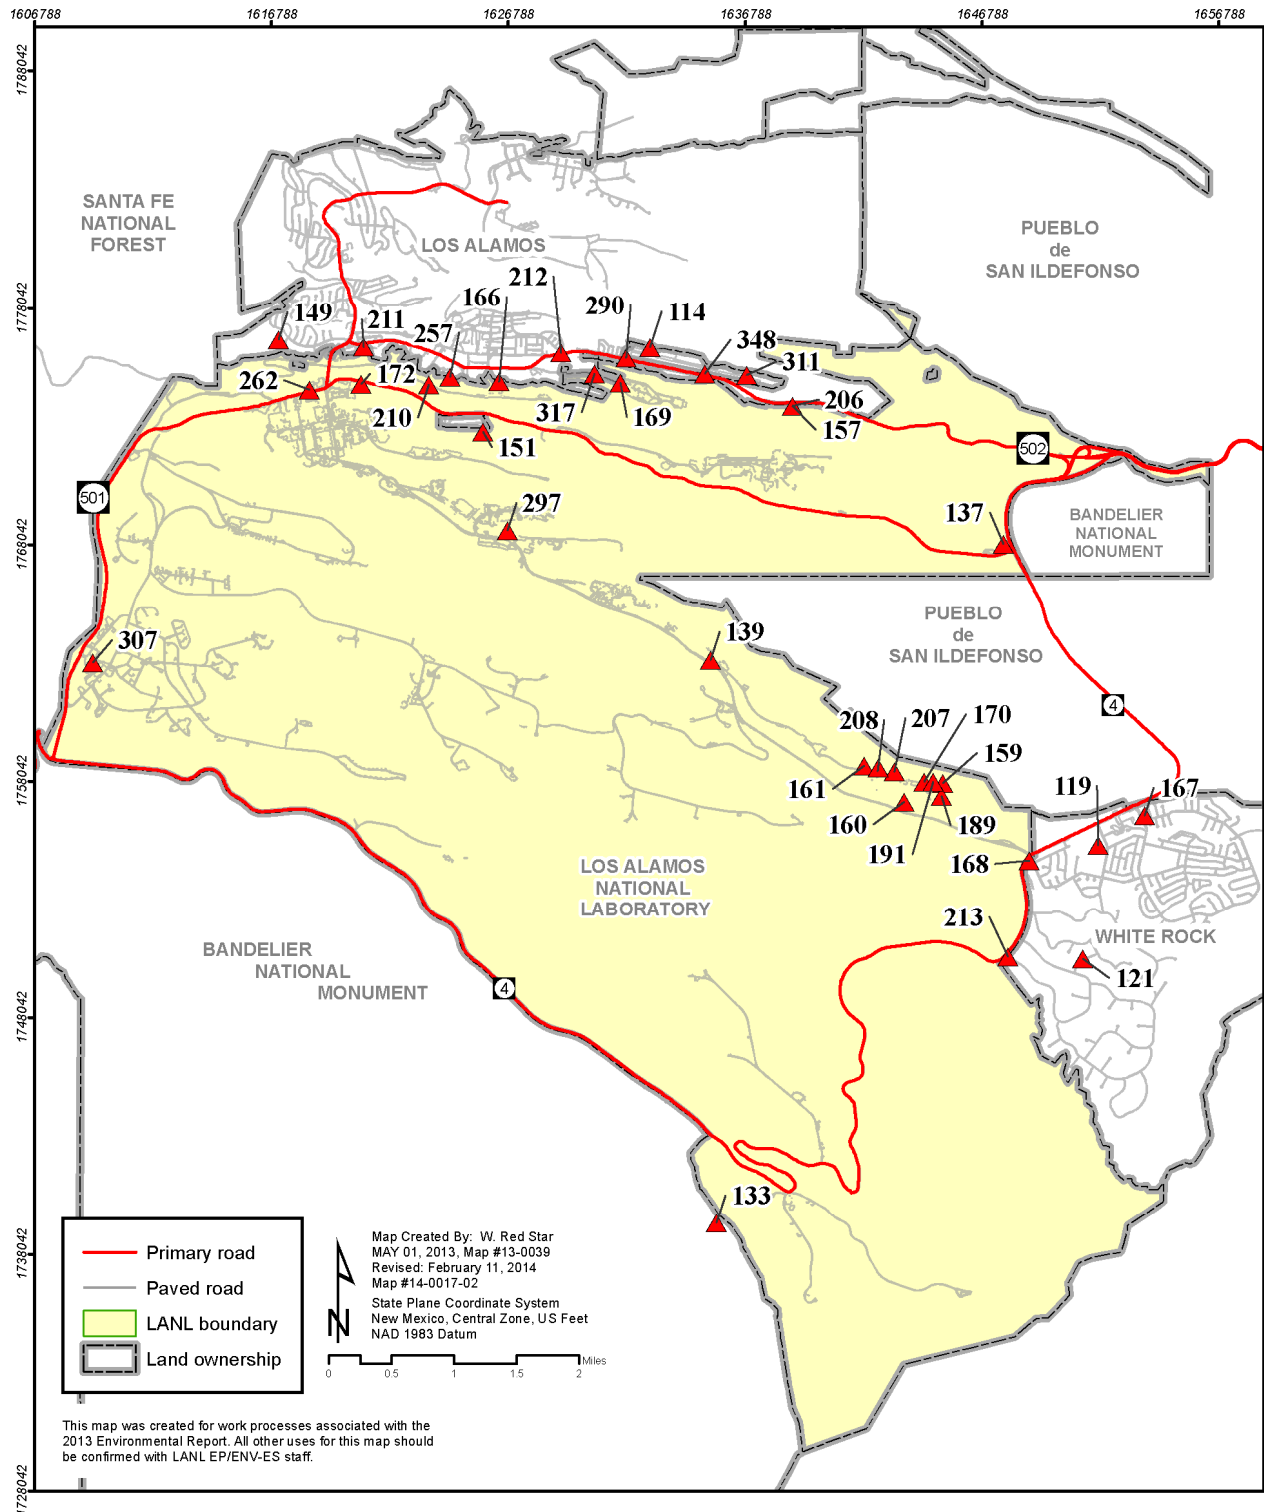 1606788
1616788
1626788
1636788
1646788
1656788
1788042
1778042
1768042
1758042
1748042
1738042
1728042
SANTA FE
NATIONAL
FOREST
LOS ALAMOS
PUEBLO
de
SAN ILDEFONSO
149
211
257
166
212
290
114
348
311
262
172
210
151
317
169
206
157
502
501
297
137
BANDELIER
NATIONAL
MONUMENT
PUEBLO
de
SAN ILDEFONSO
307
139
4
208
207
170
159
161
160
191
189
119
167
168
213
LOS ALAMOS
NATIONAL
LABORATORY
WHITE ROCK
121
BANDELIER
NATIONAL
MONUMENT
4
133
Primary road
Paved road
LANL boundary
Land ownership
Map Created By: W. Red Star
MAY 01, 2013, Map #13-0039
Revised: February 11, 2014
Map #14-0017-02
State Plane Coordinate System
New Mexico, Central Zone, US Feet
NAD 1983 Datum
N
Miles
0 0.5 1 1.5 2
This map was created for work processes associated with the
2013 Environmental Report. All other uses for this map should
be confirmed with LANL EP/ENV-ES staff.